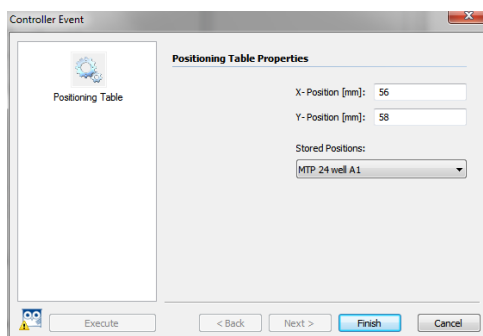 Controller Event
Positioning Table
Positioning Table Properties
X- Position [mm]: 56
Y- Position [mm]: 58
Stored Positions:
MTP 24 well A1
Execute
< Back
Next >
Finish
Cancel